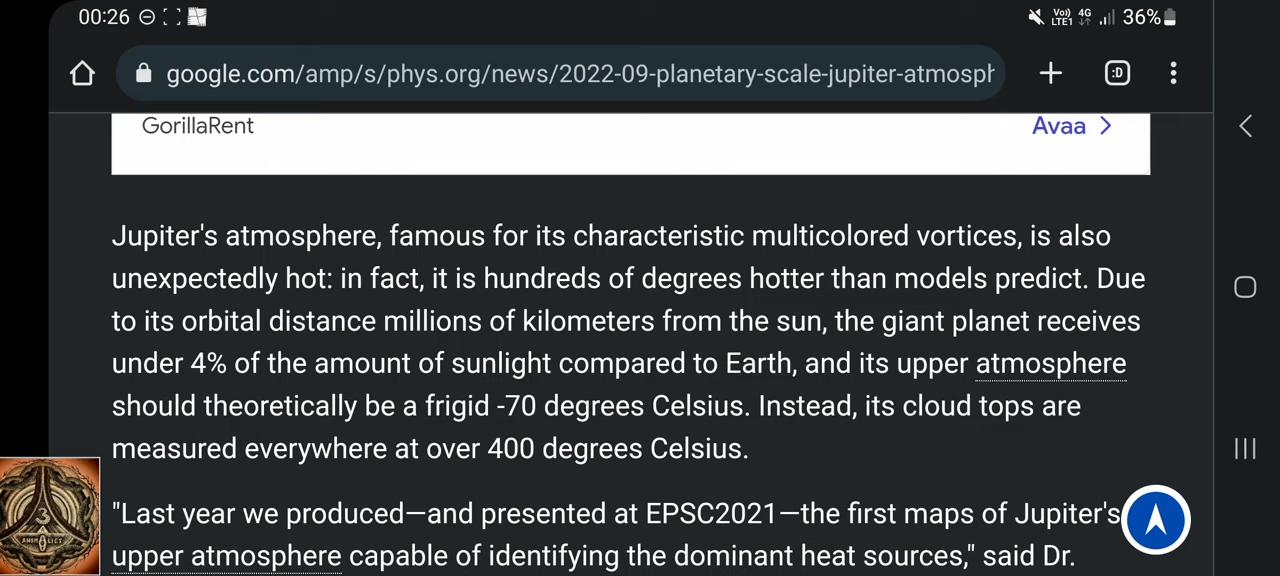 00:26
Vo)) 4G
LTE1
36%
google.com/amp/s/phys.org/news/2022-09-planetary-scale-jupiter-atmosph
:D
GorillaRent
Avaa
Jupiter's atmosphere, famous for its characteristic multicolored vortices, is also
unexpectedly hot: in fact, it is hundreds of degrees hotter than models predict. Due
to its orbital distance millions of kilometers from the sun, the giant planet receives
under 4% of the amount of sunlight compared to Earth, and its upper atmosphere
should theoretically be a frigid -70 degrees Celsius. Instead, its cloud tops are
measured everywhere at over 400 degrees Celsius.
"Last year we produced—and presented at EPSC2021—the first maps of Jupiter's
upper atmosphere capable of identifying the dominant heat sources," said Dr.
3